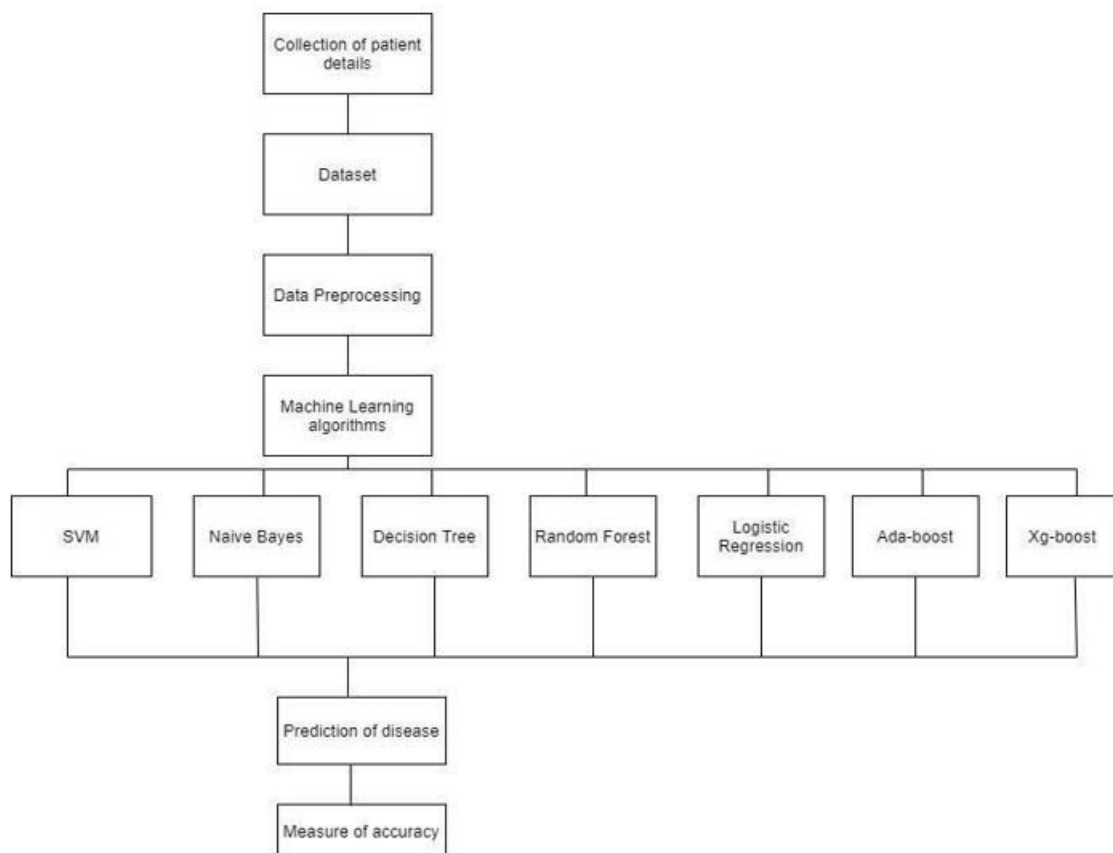 Collection of patient
details
Dataset
Data Preprocessing
Machine Learning
algorithms
SVM
Naive Bayes
Decision Tree
Random Forest
Logistic
Regression
Ada-boost
Xg-boost
Prediction of disease
Measure of accuracy